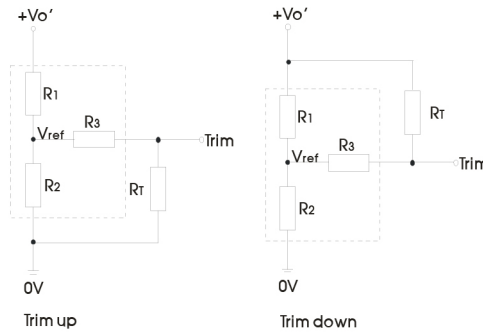 +Vo'
R1
Vref
R3
Trim
R2
RT
0V
Trim up
+Vo'
R1
RT
Vref
R3
Trim
R2
0V
Trim down